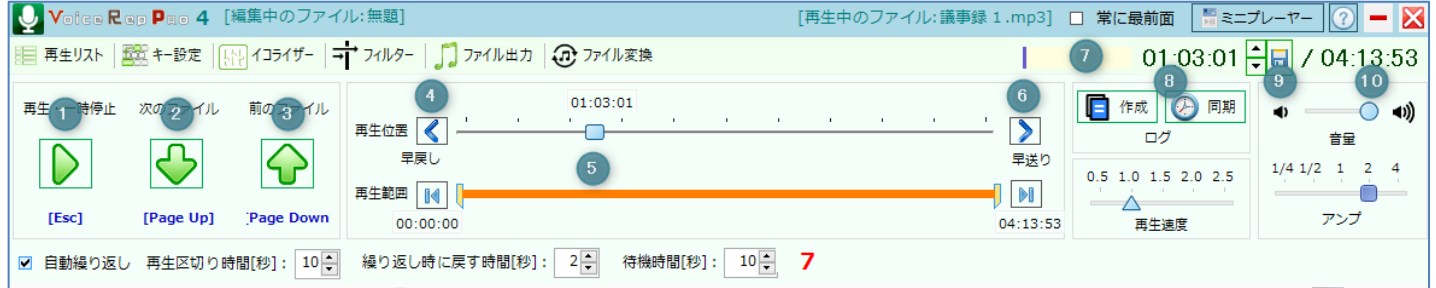 Voice Rep Pro 4 [編集中のファイル:無題] [再生中のファイル:議事録 1.mp3] 常に最前面 ミニプレーヤー ?
再生リスト キー設定 イコライザー フィルター ファイル出力 ファイル変換 7 01:03:01 / 04:13:53
再生・一時停止 次のファイル 前のファイル
1 2 3
[Esc] [Page Up] [Page Down
4 01:03:01 6
再生位置
早戻し 早送り
5
再生範囲
00:00:00 04:13:53
8
作成 同期
ログ
0.5 1.0 1.5 2.0 2.5
再生速度
9 10
音量
1/4 1/2 1 2 4
アンプ
自動繰り返し 再生区切り時間[秒]: 10 繰り返し時に戻す時間[秒]: 2 待機時間[秒]: 10 7